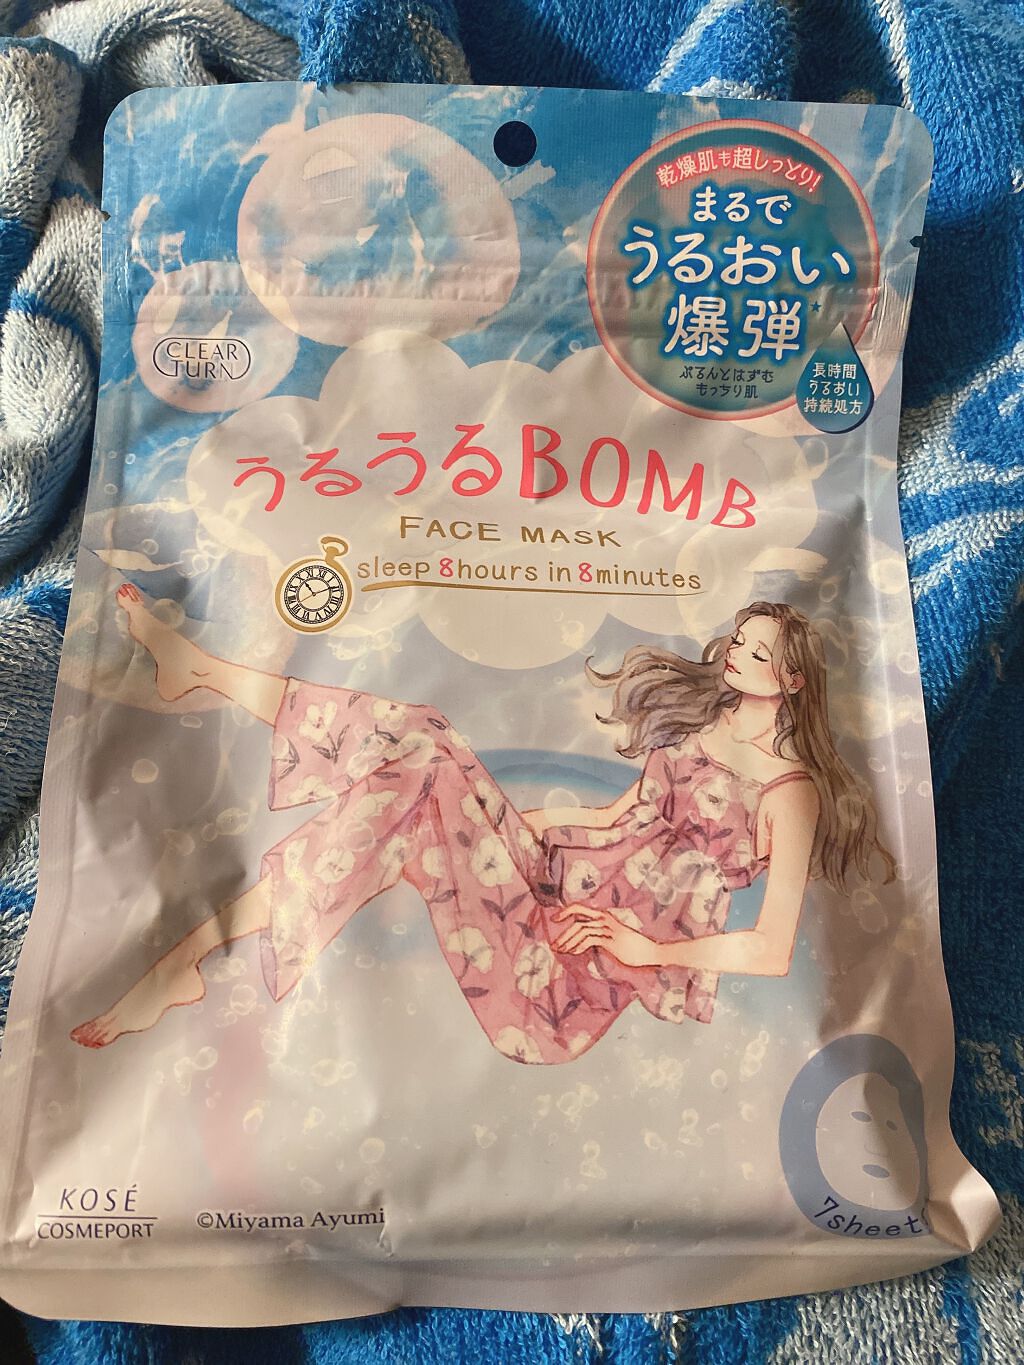 乾燥肌も超しっとり!
まるで
うるおい
爆弾*
ぷるんとはずむ
もっちり肌
長時間
うるおい
持続処方
CLEAR
TURN
うるうるBOMB
FACE MASK
sleep 8hours in 8minutes
KOSÉ
COSMEPORT
©Miyama Ayumi
7sheets